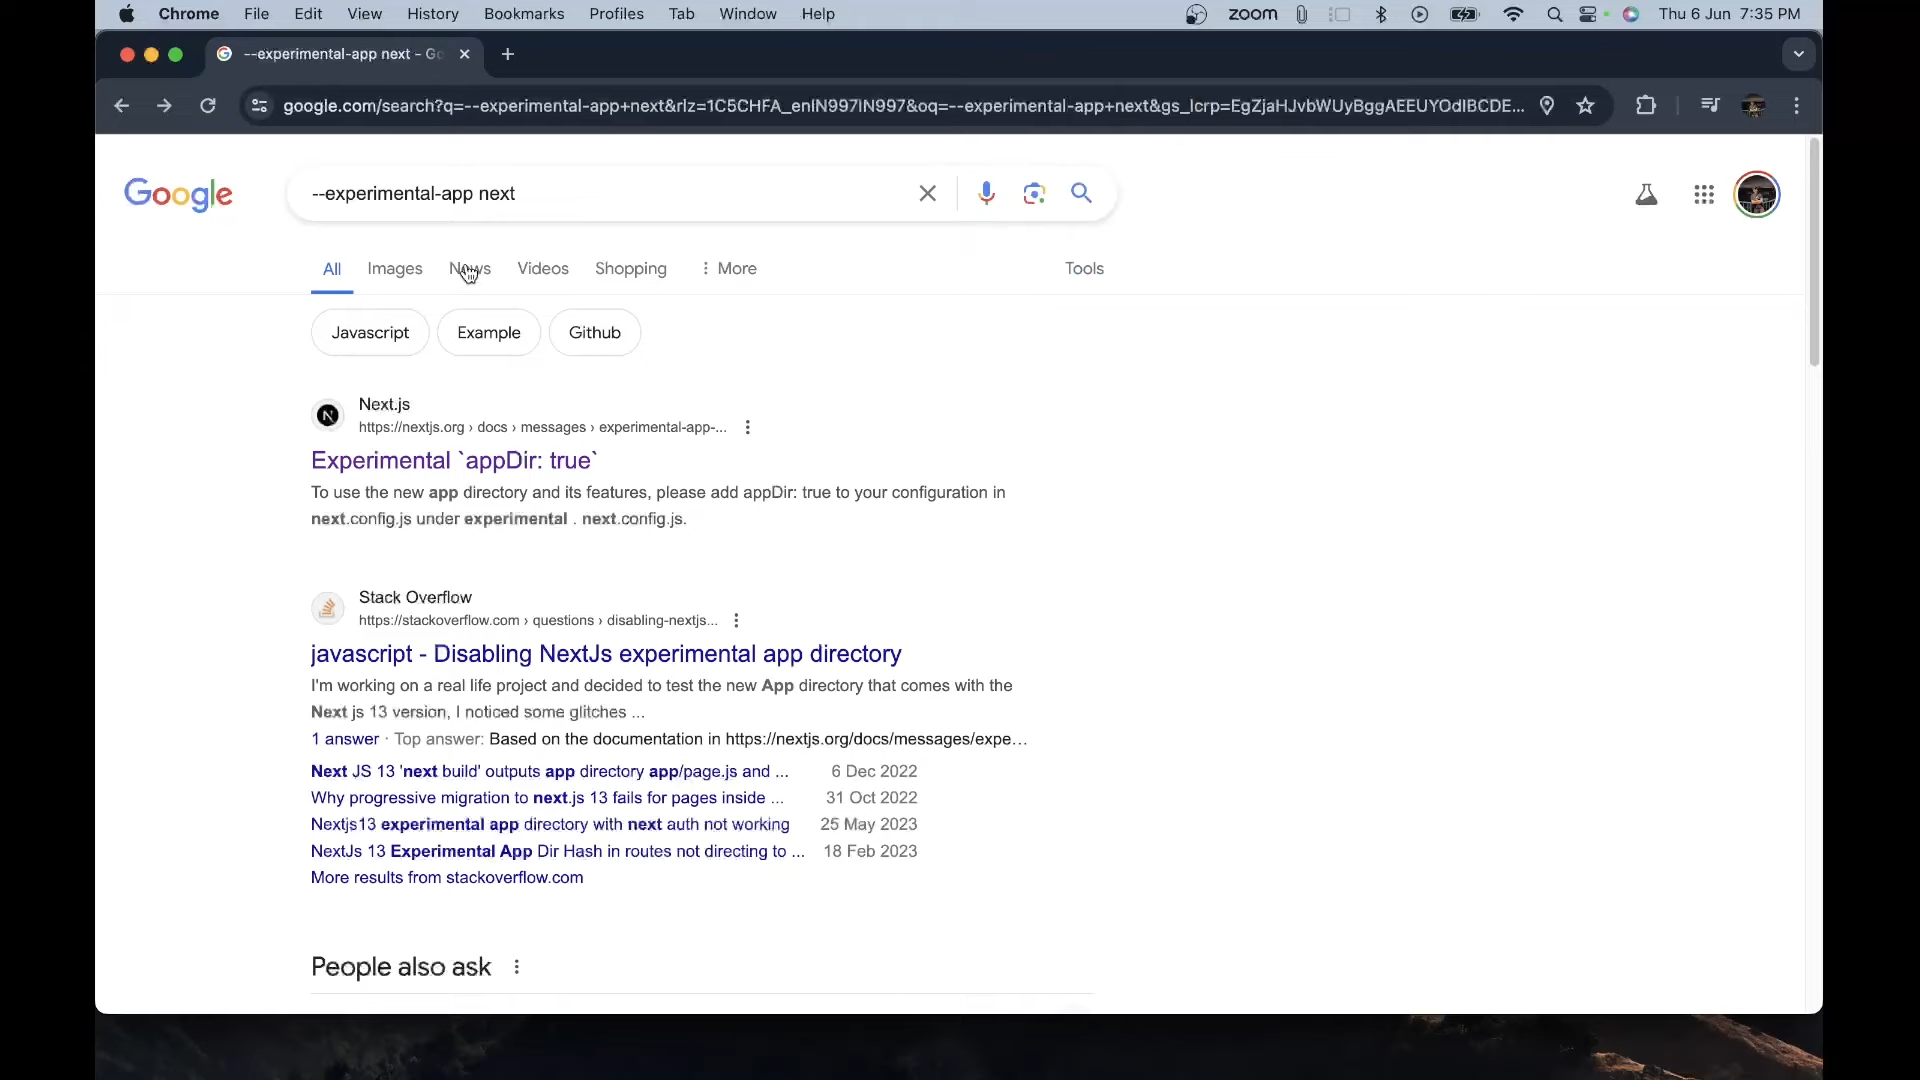 Chrome File Edit View History Bookmarks Profiles Tab Window Help zoom Thu 6 Jun 7:35 PM
--experimental-app next - Go
google.com/search?q=--experimental-app+next&rlz=1C5CHFA_enIN997IN997&oq=--experimental-app+next&gs_lcrp=EgZjaHJvbWUyBggAEEUYOdIBCDE...
Google --experimental-app next
All Images News Videos Shopping More Tools
Javascript Example Github
Next.js
https://nextjs.org › docs › messages › experimental-app-...
Experimental `appDir: true`
To use the new app directory and its features, please add appDir: true to your configuration in
next.config.js under experimental . next.config.js.
Stack Overflow
https://stackoverflow.com › questions › disabling-nextjs...
javascript - Disabling NextJs experimental app directory
I'm working on a real life project and decided to test the new App directory that comes with the
Next js 13 version, I noticed some glitches ...
1 answer · Top answer: Based on the documentation in https://nextjs.org/docs/messages/expe...
Next JS 13 'next build' outputs app directory app/page.js and ... 6 Dec 2022
Why progressive migration to next.js 13 fails for pages inside ... 31 Oct 2022
Nextjs13 experimental app directory with next auth not working 25 May 2023
NextJs 13 Experimental App Dir Hash in routes not directing to ... 18 Feb 2023
More results from stackoverflow.com
People also ask